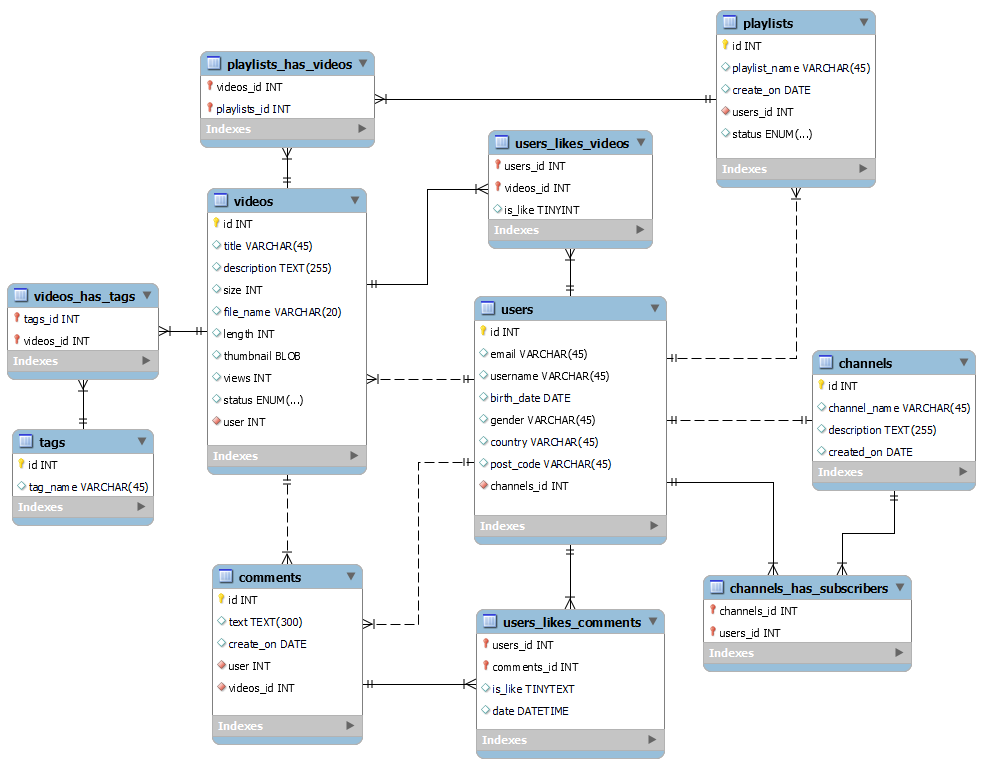 playlists
id INT
playlist_name VARCHAR(45)
create_on DATE
users_id INT
status ENUM(...)
Indexes
playlists_has_videos
videos_id INT
playlists_id INT
Indexes
users_likes_videos
users_id INT
videos_id INT
is_like TINYINT
Indexes
videos
id INT
title VARCHAR(45)
description TEXT(255)
size INT
file_name VARCHAR(20)
length INT
thumbnail BLOB
views INT
status ENUM(...)
user INT
Indexes
videos_has_tags
tags_id INT
videos_id INT
Indexes
users
id INT
email VARCHAR(45)
username VARCHAR(45)
birth_date DATE
gender VARCHAR(45)
country VARCHAR(45)
post_code VARCHAR(45)
channels_id INT
Indexes
channels
id INT
channel_name VARCHAR(45)
description TEXT(255)
created_on DATE
Indexes
tags
id INT
tag_name VARCHAR(45)
Indexes
comments
id INT
text TEXT(300)
create_on DATE
user INT
videos_id INT
Indexes
users_likes_comments
users_id INT
comments_id INT
is_like TINYTEXT
date DATETIME
Indexes
channels_has_subscribers
channels_id INT
users_id INT
Indexes